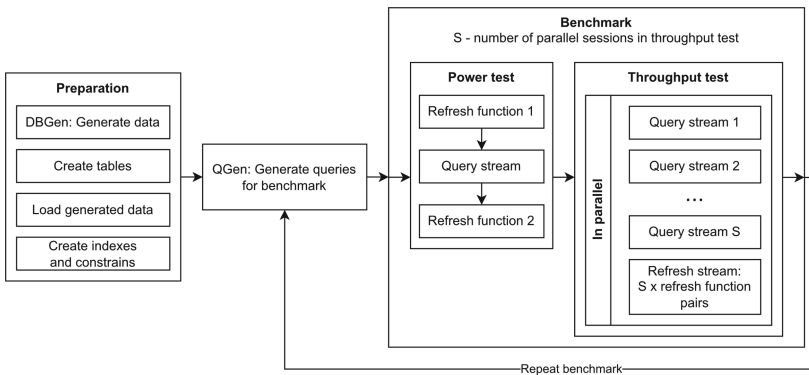 Benchmark
S - number of parallel sessions in throughput test
Preparation
DBGen: Generate data
Create tables
Load generated data
Create indexes
and constrains
QGen: Generate queries
for benchmark
Power test
Refresh function 1
Query stream
Refresh function 2
Throughput test
In parallel
Query stream 1
Query stream 2
...
Query stream S
Refresh stream:
S x refresh function
pairs
Repeat benchmark